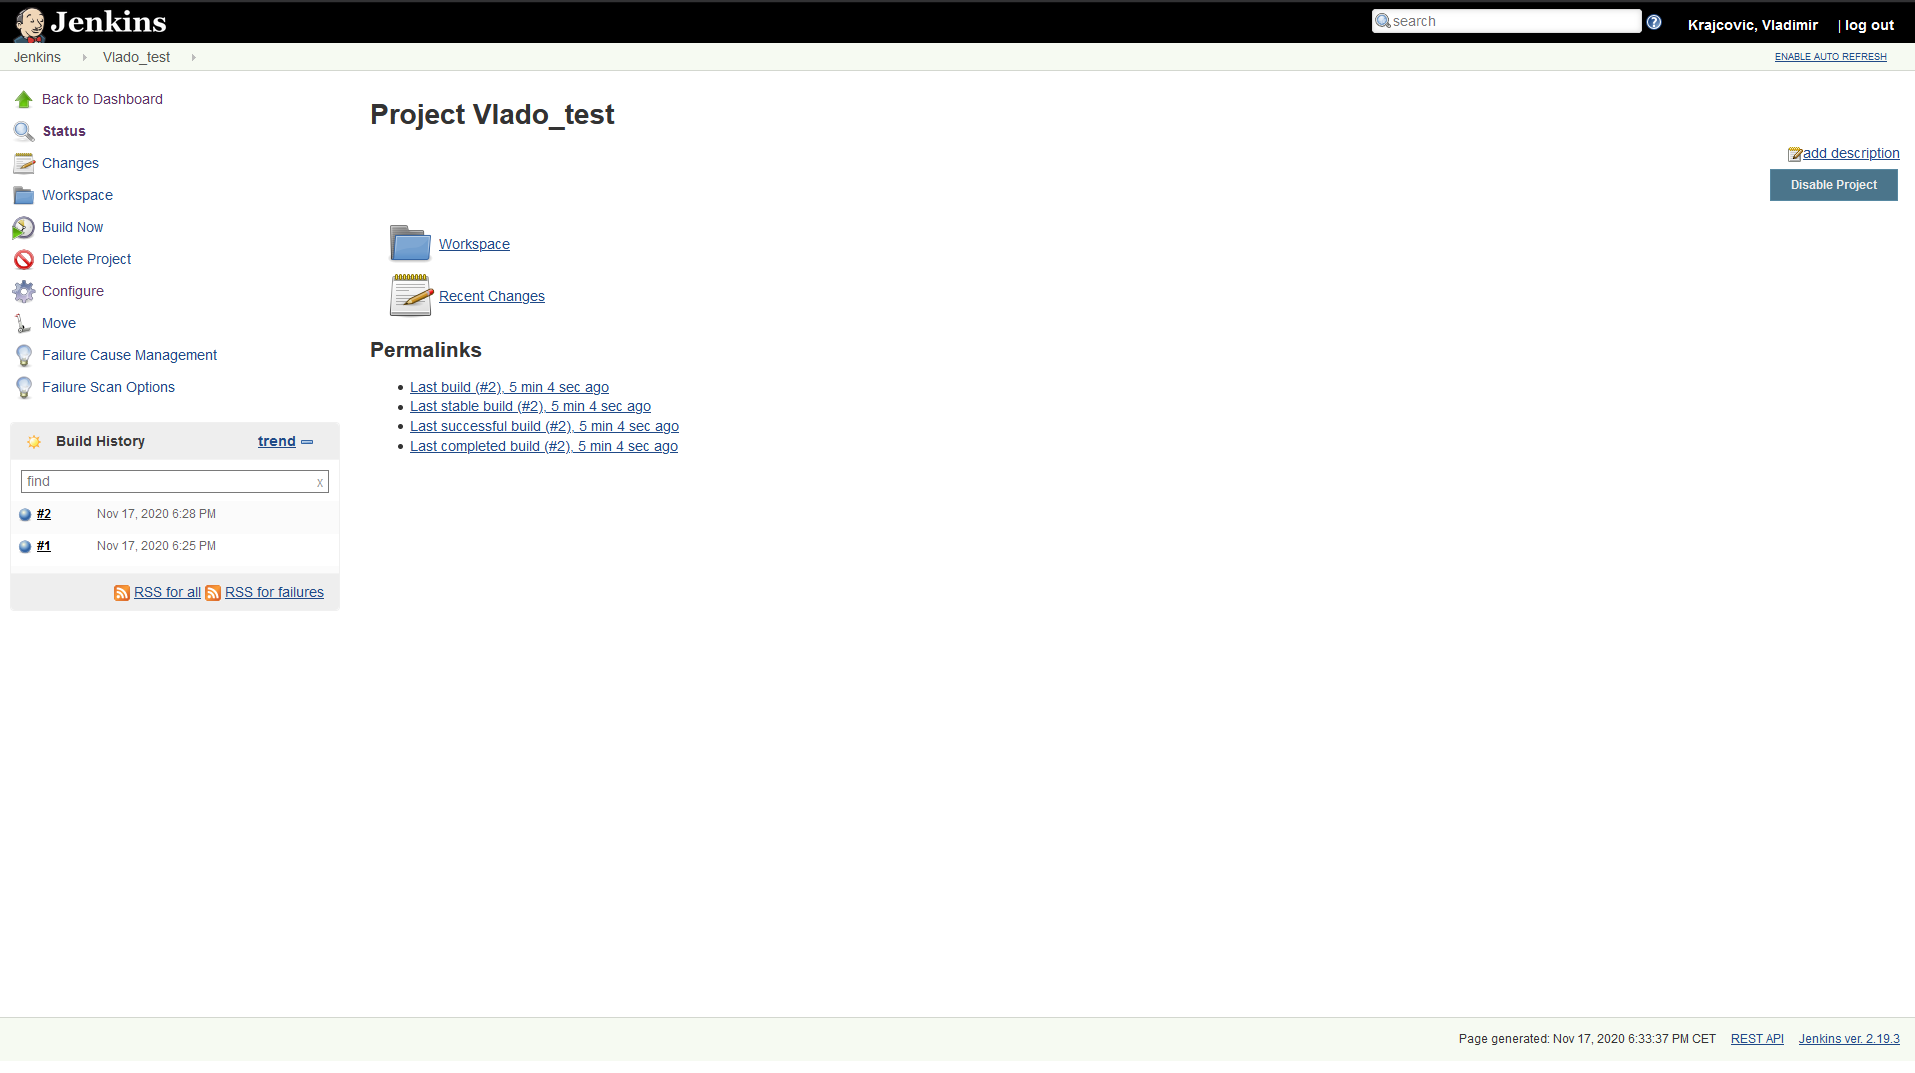 Jenkins
search
Krajcovic, Vladimir | log out
Jenkins Vlado_test
ENABLE AUTO REFRESH
Back to Dashboard
Status
Changes
Workspace
Build Now
Delete Project
Configure
Move
Failure Cause Management
Failure Scan Options
Build History trend
find x
#2 Nov 17, 2020 6:28 PM
#1 Nov 17, 2020 6:25 PM
RSS for all RSS for failures
Project Vlado_test
add description
Disable Project
Workspace
Recent Changes
Permalinks
Last build (#2), 5 min 4 sec ago
Last stable build (#2), 5 min 4 sec ago
Last successful build (#2), 5 min 4 sec ago
Last completed build (#2), 5 min 4 sec ago
Page generated: Nov 17, 2020 6:33:37 PM CET REST API Jenkins ver. 2.19.3